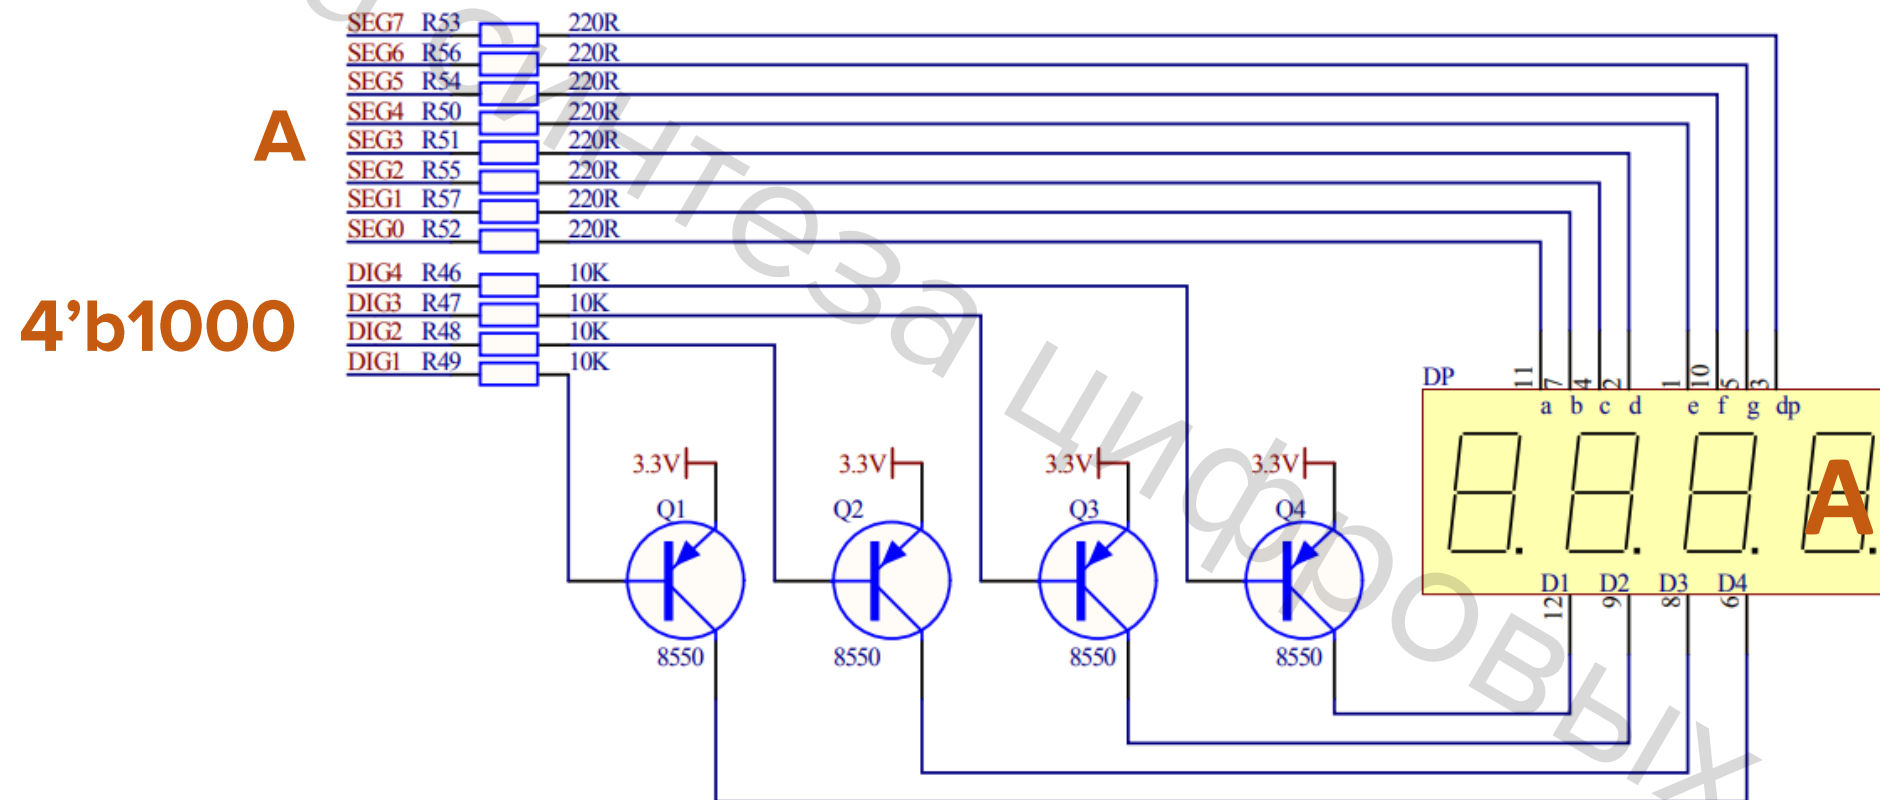 SEG7 R53 220R
SEG6 R56 220R
SEG5 R54 220R
SEG4 R50 220R
SEG3 R51 220R
SEG2 R55 220R
SEG1 R57 220R
SEG0 R52 220R
A
DIG4 R46 10K
DIG3 R47 10K
DIG2 R48 10K
DIG1 R49 10K
4’b1000
DP
11 7 4 2 1 10 5 3
a b c d e f g dp
3.3V 3.3V 3.3V 3.3V
Q1 Q2 Q3 Q4
A
D1 D2 D3 D4
12 9 8 6
8550 8550 8550 8550
синтеза цифровых